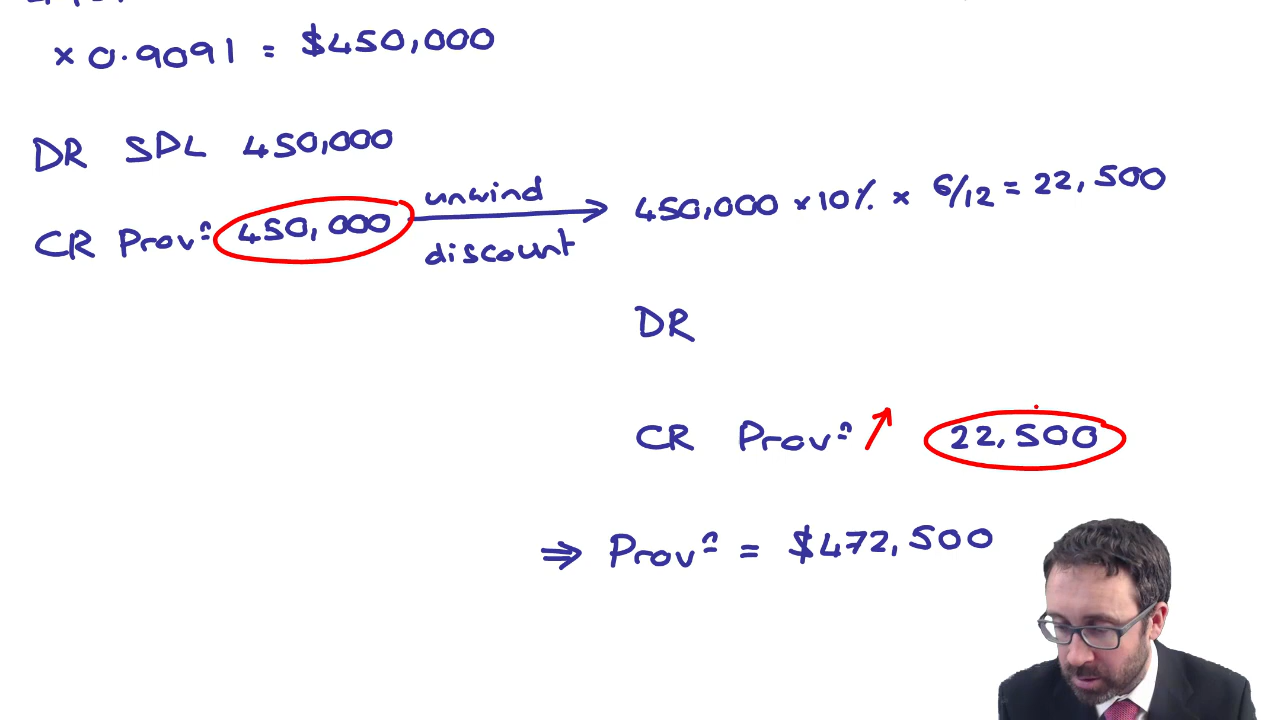 × 0.9091 = $450,000
DR SPL 450,000
CR Provⁿ 450,000
unwind
discount
450,000 × 10% × 6/12 = 22,500
DR
CR Provⁿ ↗ 22,500
⇒ Provⁿ = $472,500